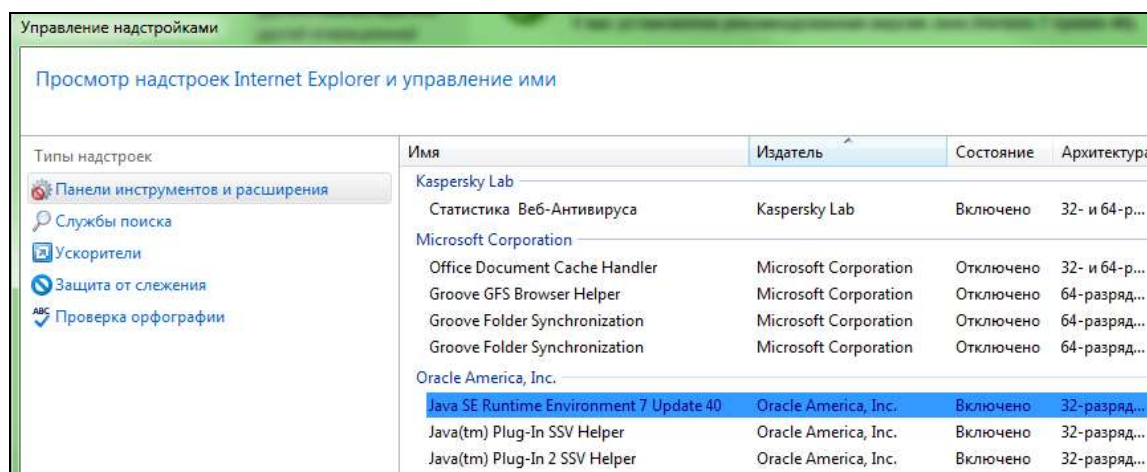 Управление надстройками
Просмотр надстроек Internet Explorer и управление ими
Типы надстроек
Панели инструментов и расширения
Службы поиска
Ускорители
Защита от слежения
ABC Проверка орфографии
Имя Издатель Состояние Архитектура
Kaspersky Lab
Статистика Веб-Антивируса Kaspersky Lab Включено 32- и 64-р...
Microsoft Corporation
Office Document Cache Handler Microsoft Corporation Отключено 32- и 64-р...
Groove GFS Browser Helper Microsoft Corporation Отключено 64-разряд...
Groove Folder Synchronization Microsoft Corporation Отключено 64-разряд...
Groove Folder Synchronization Microsoft Corporation Отключено 64-разряд...
Oracle America, Inc.
Java SE Runtime Environment 7 Update 40 Oracle America, Inc. Включено 32-разряд...
Java(tm) Plug-In SSV Helper Oracle America, Inc. Включено 32-разряд...
Java(tm) Plug-In 2 SSV Helper Oracle America, Inc. Включено 32-разряд...